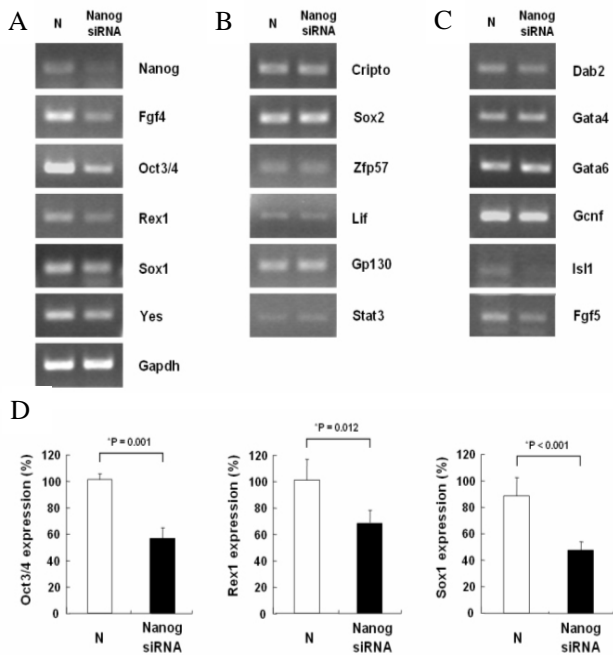 A
N
Nanog
siRNA
Nanog
Fgf4
Oct3/4
Rex1
Sox1
Yes
Gapdh
B
N
Nanog
siRNA
Cripto
Sox2
Zfp57
Lif
Gp130
Stat3
C
N
Nanog
siRNA
Dab2
Gata4
Gata6
Gcnf
Isl1
Fgf5
D
Oct3/4 expression (%)
120
100
80
60
40
20
0
*P = 0.001
N
Nanog
siRNA
Rex1 expression (%)
120
100
80
60
40
20
0
*P = 0.012
N
Nanog
siRNA
Sox1 expression (%)
120
100
80
60
40
20
0
*P < 0.001
N
Nanog
siRNA